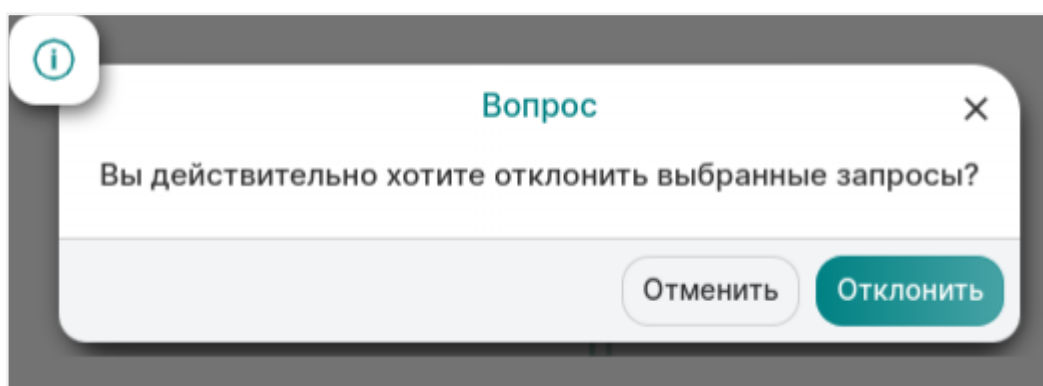 Вопрос
Вы действительно хотите отклонить выбранные запросы?
Отменить
Отклонить